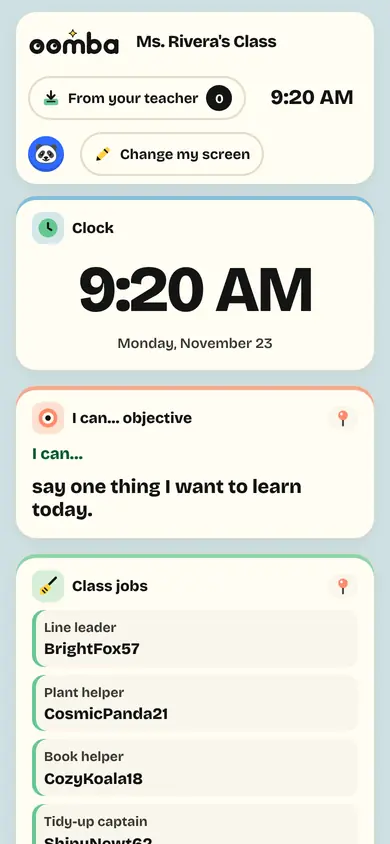 oomba
Ms. Rivera's Class
From your teacher 0
9:20 AM
Change my screen
Clock
9:20 AM
Monday, November 23
I can... objective
I can...
say one thing I want to learn
today.
Class jobs
Line leader
BrightFox57
Plant helper
CosmicPanda21
Book helper
CozyKoala18
Tidy-up captain
ShinyNewt62